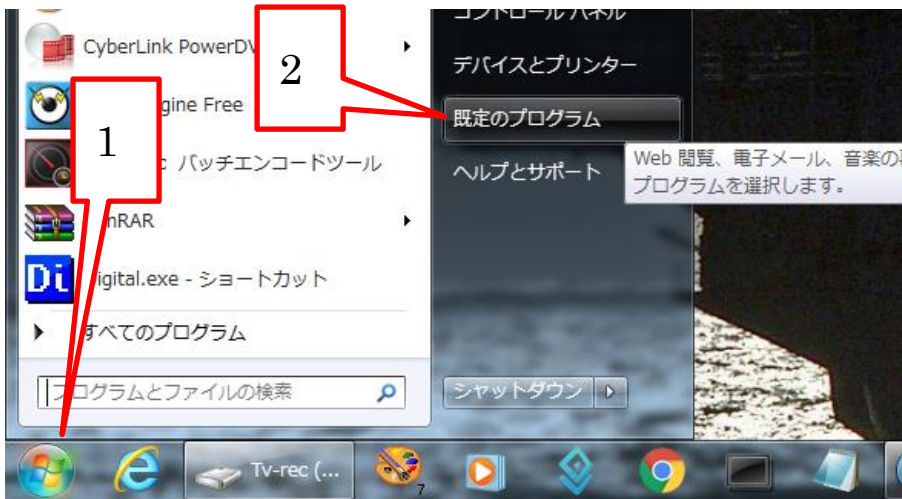 コントロール パネル
CyberLink PowerDV
デバイスとプリンター
2
gine Free
既定のプログラム
1
c バッチエンコードツール
Web 閲覧、電子メール、音楽の
プログラムを選択します。
ヘルプとサポート
nRAR
Di
igital.exe - ショートカット
すべてのプログラム
プログラムとファイルの検索
シャットダウン
Tv-rec (...
7